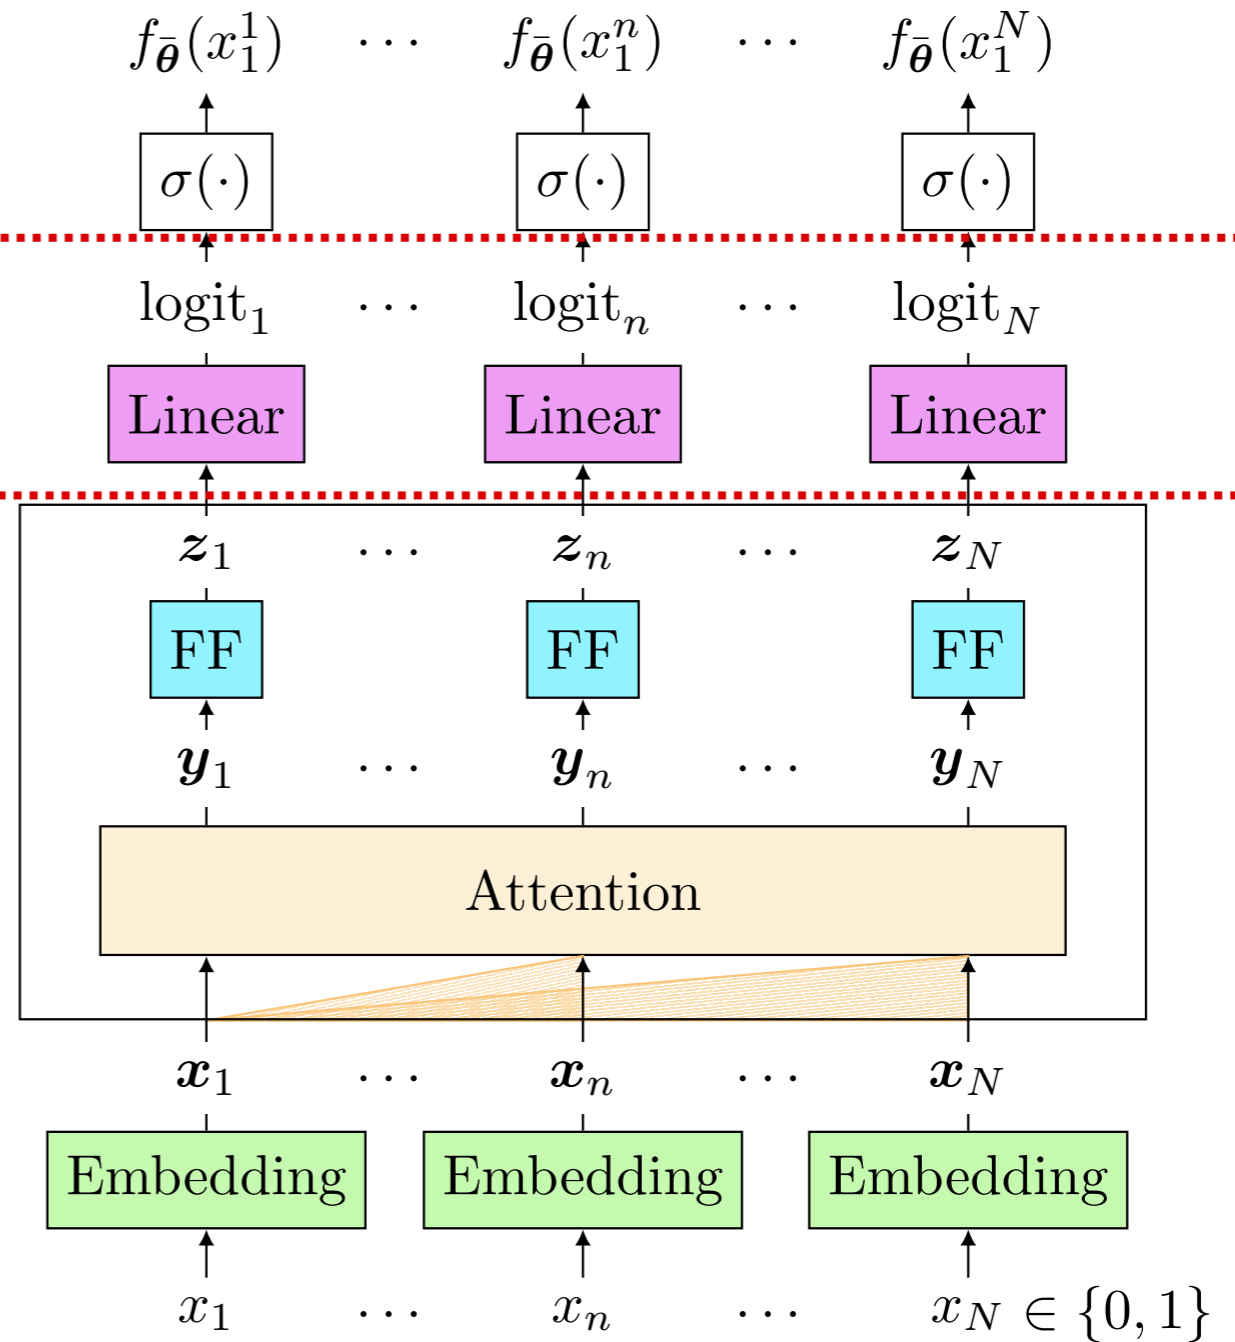 f_θ̄(x_1^1) ··· f_θ̄(x_1^n) ··· f_θ̄(x_1^N)
σ(·) σ(·) σ(·)
logit_1 ··· logit_n ··· logit_N
Linear Linear Linear
z_1 ··· z_n ··· z_N
FF FF FF
y_1 ··· y_n ··· y_N
Attention
x_1 ··· x_n ··· x_N
Embedding Embedding Embedding
x_1 ··· x_n ··· x_N ∈ {0, 1}